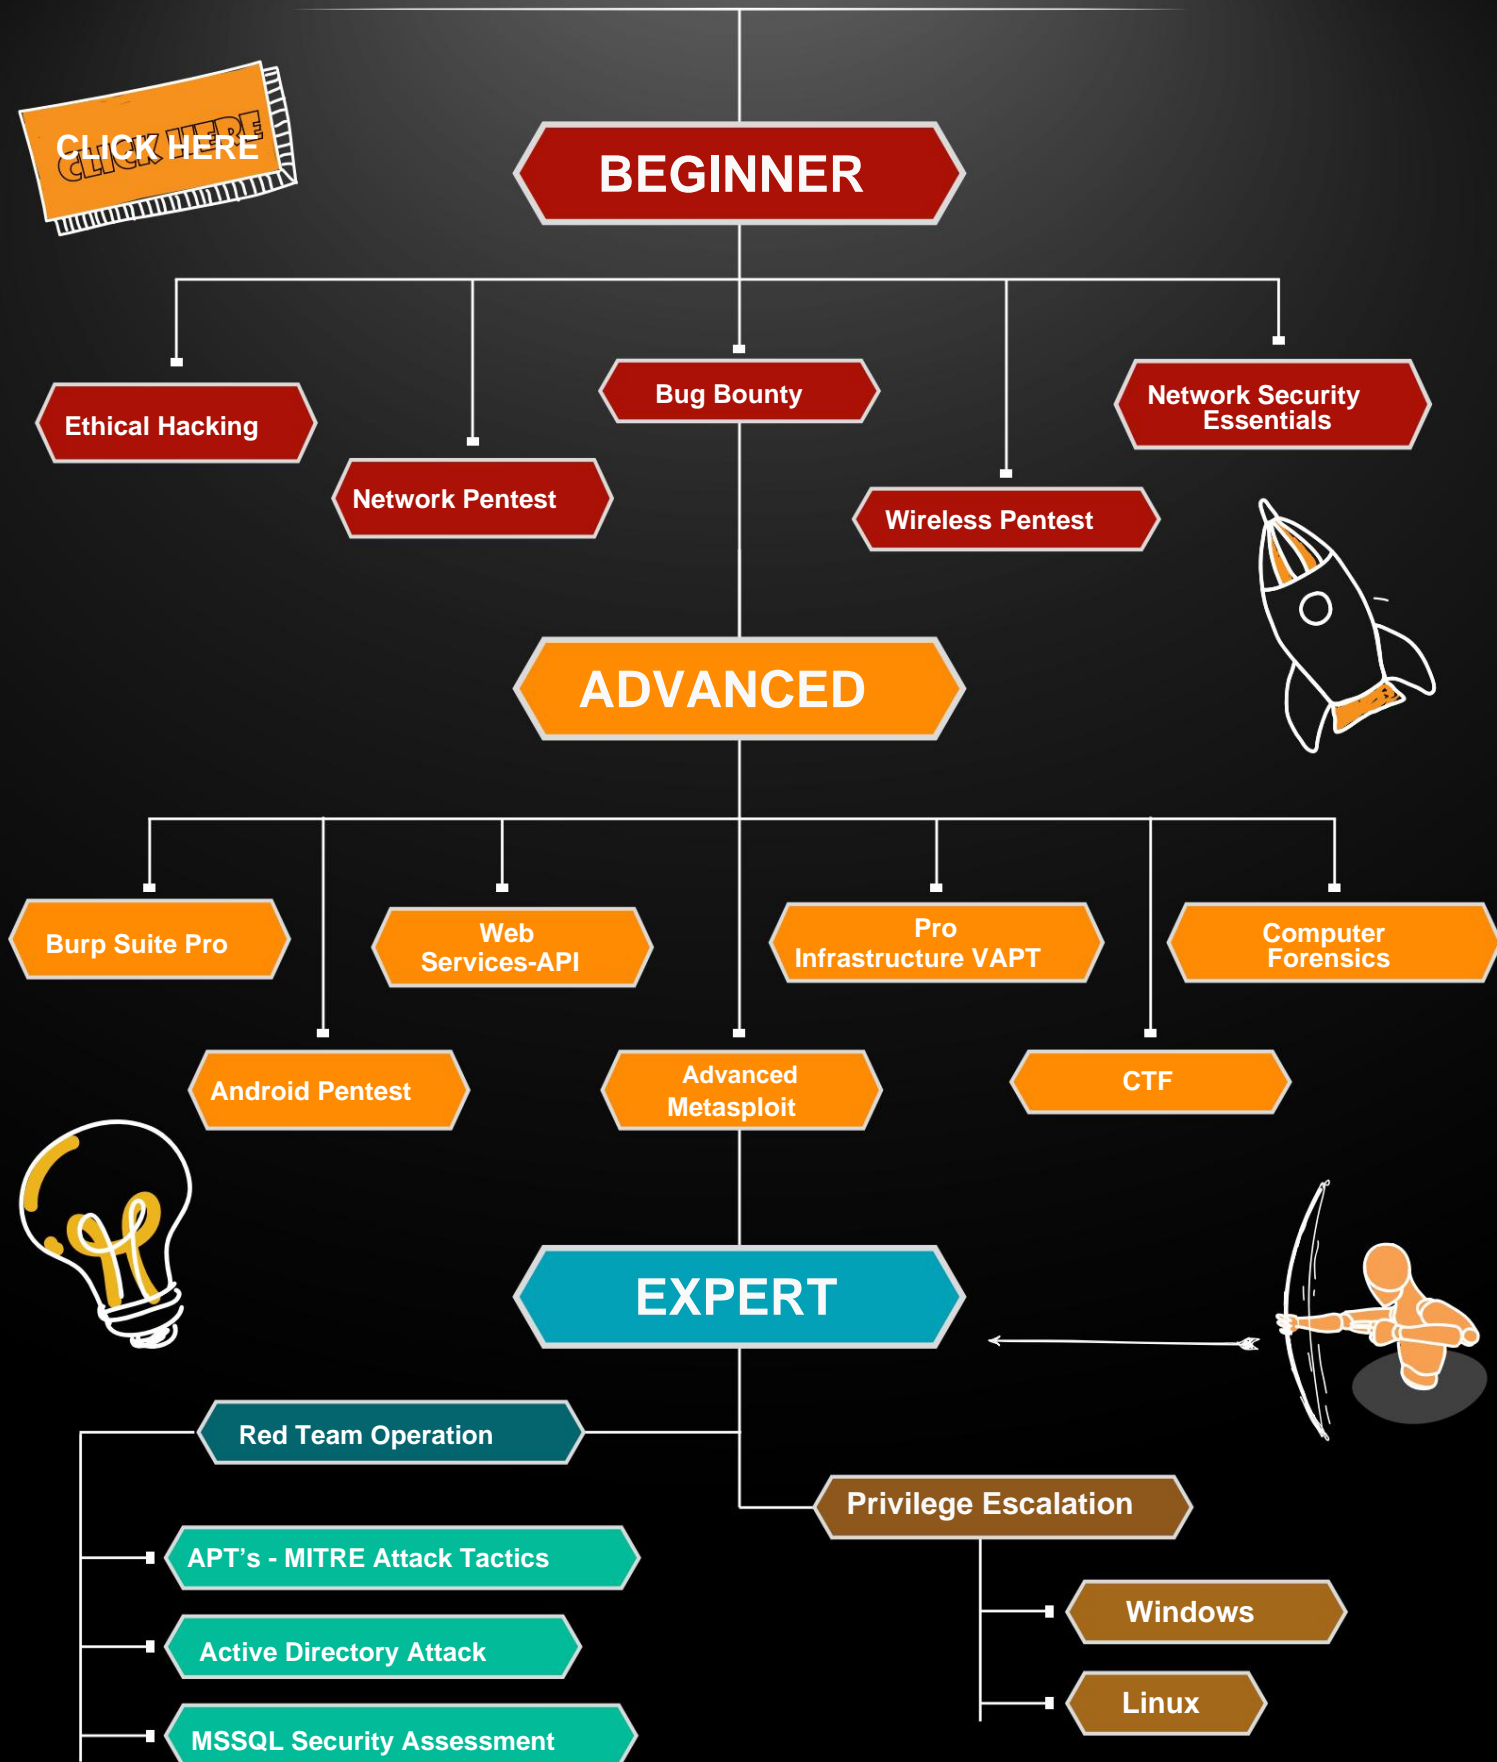 CLICK HERE
CLICK HERE
BEGINNER
Ethical Hacking
Network Pentest
Bug Bounty
Wireless Pentest
Network Security
Essentials
ADVANCED
Burp Suite Pro
Android Pentest
Web
Services-API
Advanced
Metasploit
Pro
Infrastructure VAPT
CTF
Computer
Forensics
EXPERT
Red Team Operation
APT’s - MITRE Attack Tactics
Active Directory Attack
MSSQL Security Assessment
Privilege Escalation
Windows
Linux